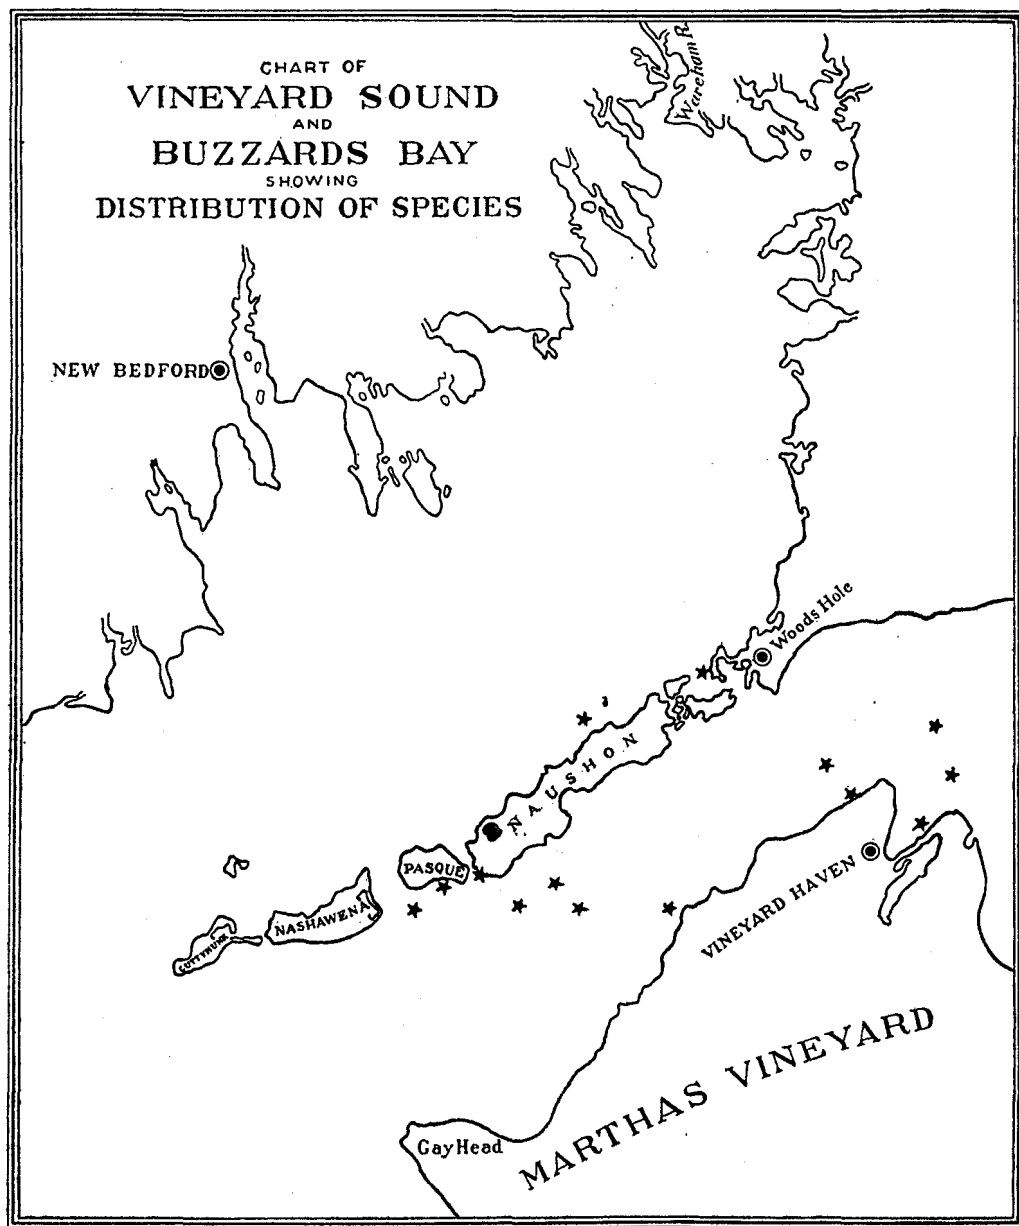 CHART OF
VINEYARD SOUND
AND
BUZZARDS BAY
SHOWING
DISTRIBUTION OF SPECIES
Wareham R.
NEW BEDFORD
Woods Hole
NAUSHON
PASQUE
NASHAWENA
CUTTYHUNK
VINEYARD HAVEN
MARTHAS VINEYARD
Gay Head